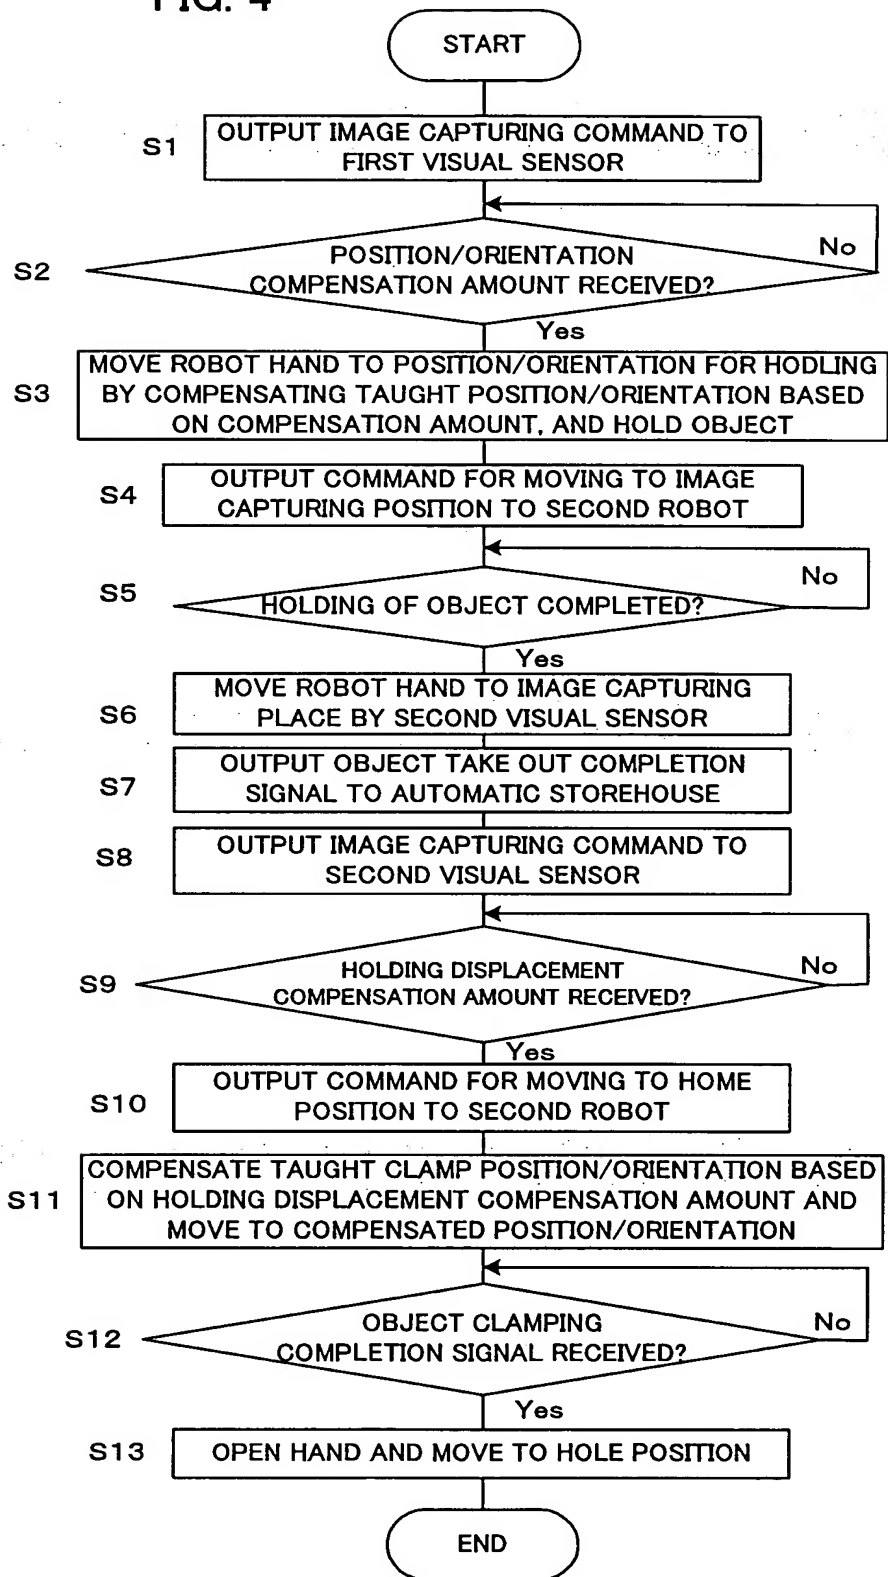 FIG. 4
START
S1
OUTPUT IMAGE CAPTURING COMMAND TO
FIRST VISUAL SENSOR
No
S2
POSITION/ORIENTATION
COMPENSATION AMOUNT RECEIVED?
Yes
S3
MOVE ROBOT HAND TO POSITION/ORIENTATION FOR HODLING
BY COMPENSATING TAUGHT POSITION/ORIENTATION BASED
ON COMPENSATION AMOUNT, AND HOLD OBJECT
S4
OUTPUT COMMAND FOR MOVING TO IMAGE
CAPTURING POSITION TO SECOND ROBOT
No
S5
HOLDING OF OBJECT COMPLETED?
Yes
S6
MOVE ROBOT HAND TO IMAGE CAPTURING
PLACE BY SECOND VISUAL SENSOR
S7
OUTPUT OBJECT TAKE OUT COMPLETION
SIGNAL TO AUTOMATIC STOREHOUSE
S8
OUTPUT IMAGE CAPTURING COMMAND TO
SECOND VISUAL SENSOR
No
S9
HOLDING DISPLACEMENT
COMPENSATION AMOUNT RECEIVED?
Yes
S10
OUTPUT COMMAND FOR MOVING TO HOME
POSITION TO SECOND ROBOT
S11
COMPENSATE TAUGHT CLAMP POSITION/ORIENTATION BASED
ON HOLDING DISPLACEMENT COMPENSATION AMOUNT AND
MOVE TO COMPENSATED POSITION/ORIENTATION
No
S12
OBJECT CLAMPING
COMPLETION SIGNAL RECEIVED?
Yes
S13
OPEN HAND AND MOVE TO HOLE POSITION
END